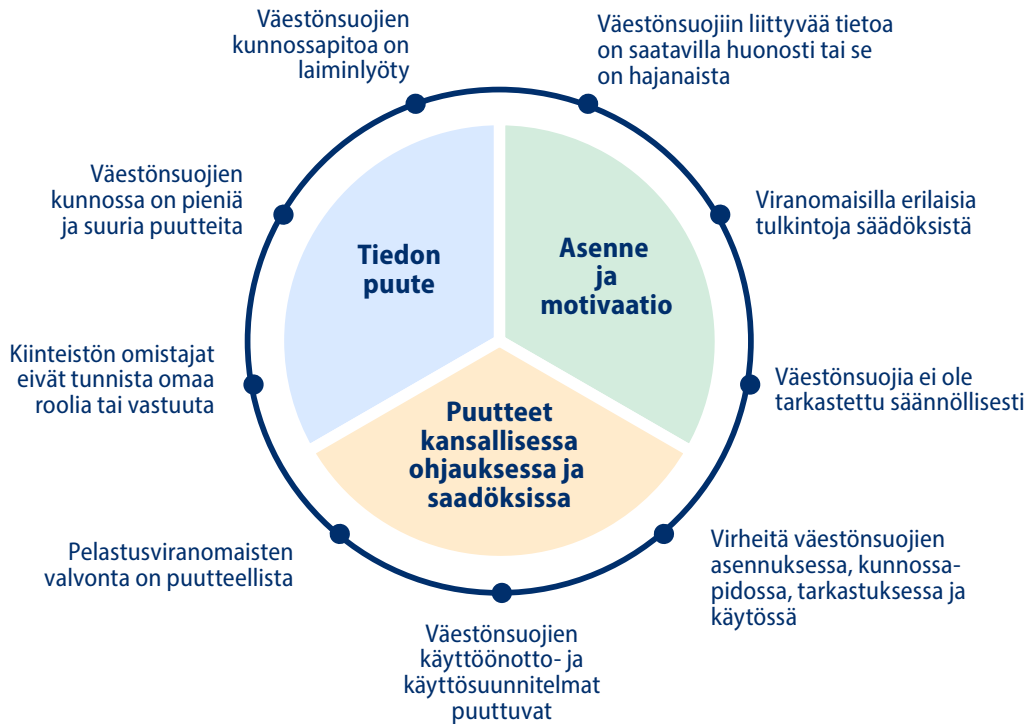 Väestönsuojien
kunnossapitoa on
laiminlyöty
Väestönsuojiin liittyvää tietoa
on saatavilla huonosti tai se
on hajanaista
Väestönsuojien
kunnossa on pieniä
ja suuria puutteita
Viranomaisilla erilaisia
tulkintoja säädöksistä
Tiedon
puute
Asenne
ja
motivaatio
Kiinteistön omistajat
eivät tunnista omaa
roolia tai vastuuta
Väestönsuojia ei ole
tarkastettu säännöllisesti
Puutteet
kansallisessa
ohjauksessa ja
saadöksissa
Pelastusviranomaisten
valvonta on puutteellista
Virheitä väestönsuojien
asennuksessa, kunnossa-
pidossa, tarkastuksessa ja
käytössä
Väestönsuojien
käyttöönotto- ja
käyttösuunnitelmat
puuttuvat